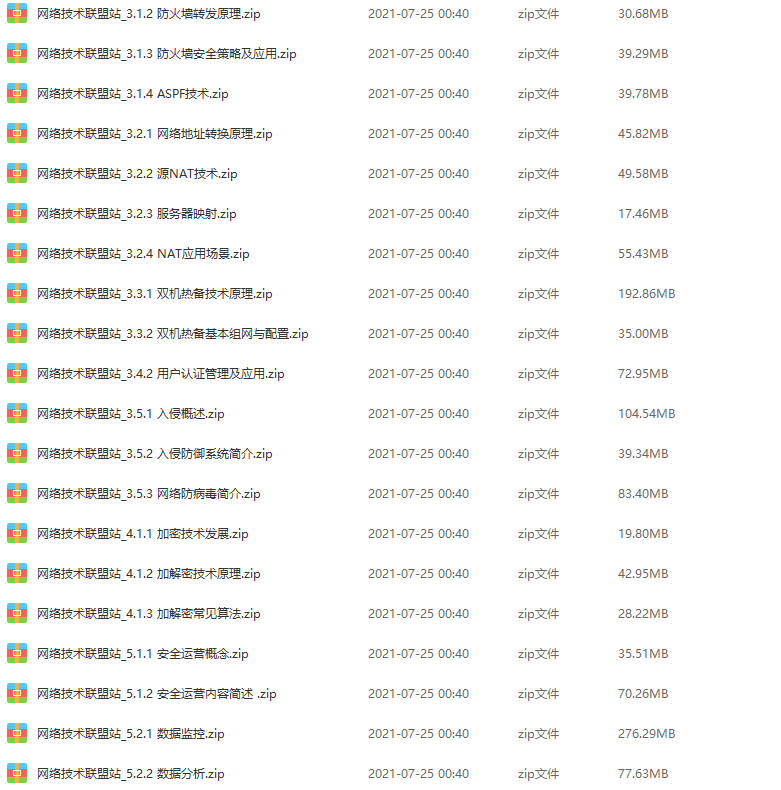 网络技术联盟站_3.1.2 防火墙转发原理.zip 2021-07-25 00:40 zip文件 30.68MB
网络技术联盟站_3.1.3 防火墙安全策略及应用.zip 2021-07-25 00:40 zip文件 39.29MB
网络技术联盟站_3.1.4 ASPF技术.zip 2021-07-25 00:40 zip文件 39.78MB
网络技术联盟站_3.2.1 网络地址转换原理.zip 2021-07-25 00:40 zip文件 45.82MB
网络技术联盟站_3.2.2 源NAT技术.zip 2021-07-25 00:40 zip文件 49.58MB
网络技术联盟站_3.2.3 服务器映射.zip 2021-07-25 00:40 zip文件 17.46MB
网络技术联盟站_3.2.4 NAT应用场景.zip 2021-07-25 00:40 zip文件 55.43MB
网络技术联盟站_3.3.1 双机热备技术原理.zip 2021-07-25 00:40 zip文件 192.86MB
网络技术联盟站_3.3.2 双机热备基本组网与配置.zip 2021-07-25 00:40 zip文件 35.00MB
网络技术联盟站_3.4.2 用户认证管理及应用.zip 2021-07-25 00:40 zip文件 72.95MB
网络技术联盟站_3.5.1 入侵概述.zip 2021-07-25 00:40 zip文件 104.54MB
网络技术联盟站_3.5.2 入侵防御系统简介.zip 2021-07-25 00:40 zip文件 39.34MB
网络技术联盟站_3.5.3 网络防病毒简介.zip 2021-07-25 00:40 zip文件 83.40MB
网络技术联盟站_4.1.1 加密技术发展.zip 2021-07-25 00:40 zip文件 19.80MB
网络技术联盟站_4.1.2 加解密技术原理.zip 2021-07-25 00:40 zip文件 42.95MB
网络技术联盟站_4.1.3 加解密常见算法.zip 2021-07-25 00:40 zip文件 28.22MB
网络技术联盟站_5.1.1 安全运营概念.zip 2021-07-25 00:40 zip文件 35.51MB
网络技术联盟站_5.1.2 安全运营内容简述 .zip 2021-07-25 00:40 zip文件 70.26MB
网络技术联盟站_5.2.1 数据监控.zip 2021-07-25 00:40 zip文件 276.29MB
网络技术联盟站_5.2.2 数据分析.zip 2021-07-25 00:40 zip文件 77.63MB